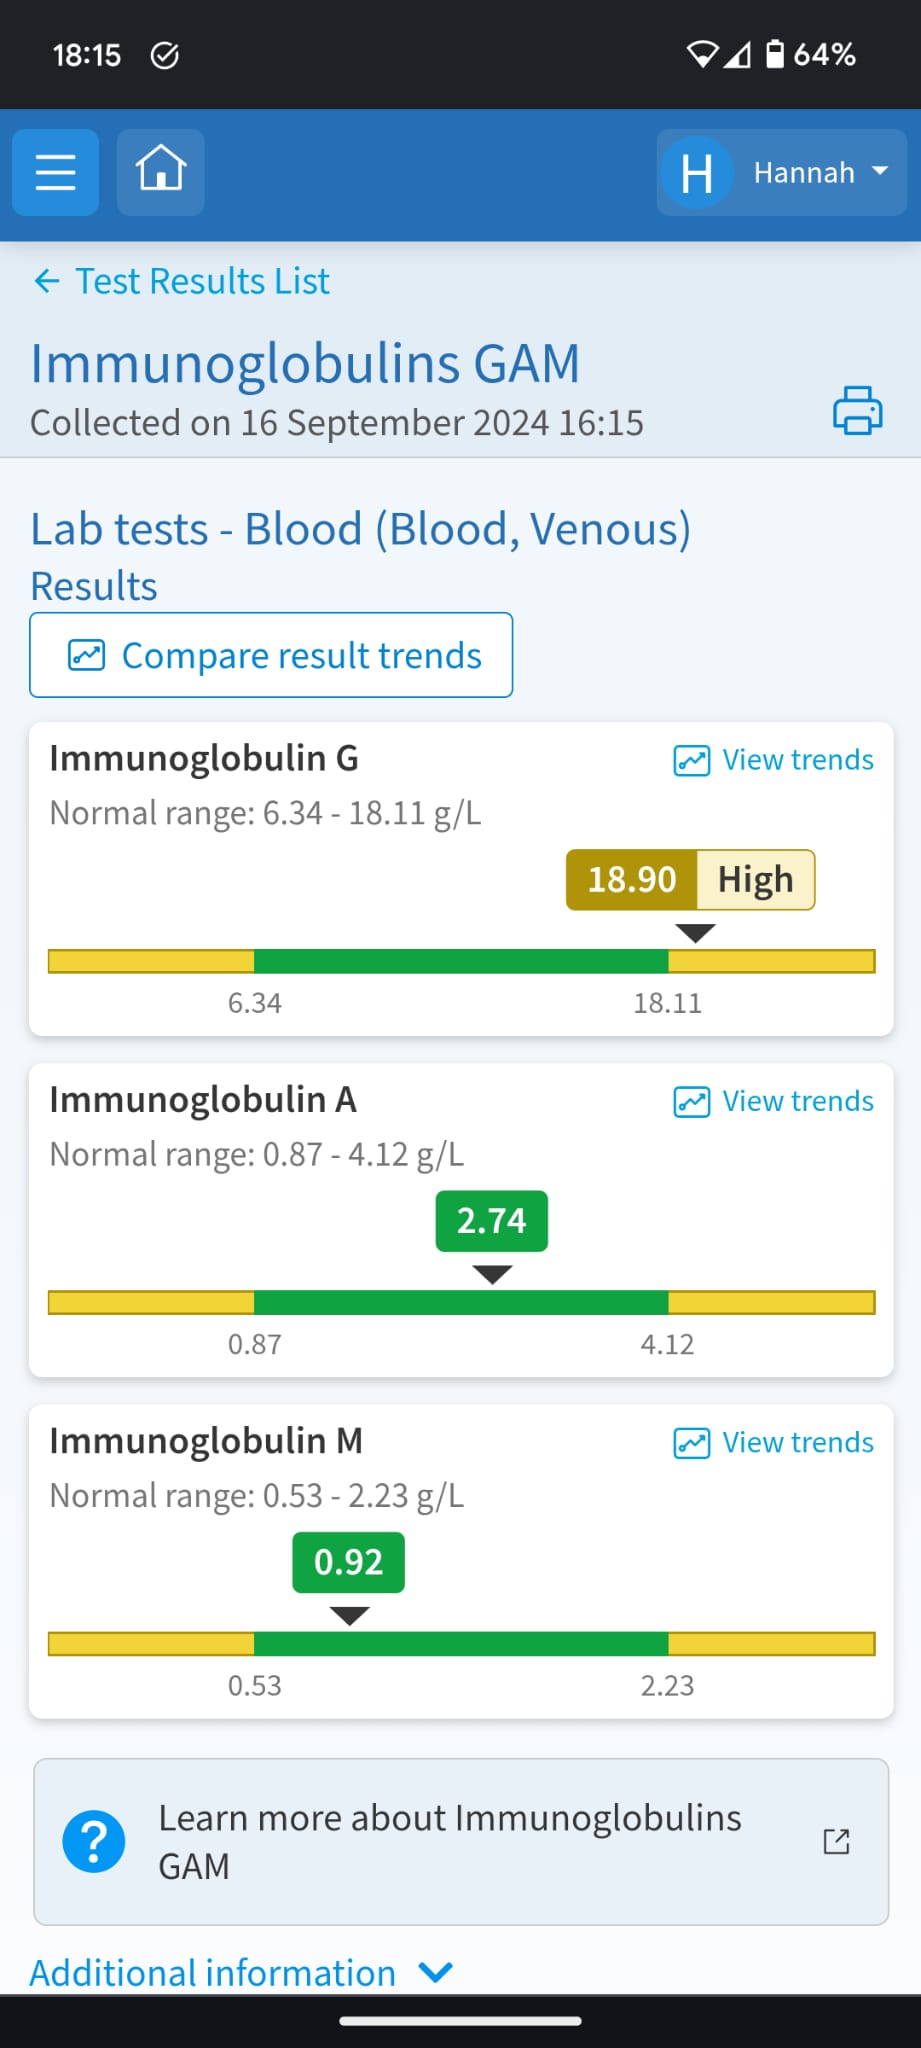 18:15
64%
H Hannah
Test Results List
Immunoglobulins GAM
Collected on 16 September 2024 16:15
Lab tests - Blood (Blood, Venous)
Results
Compare result trends
Immunoglobulin G
View trends
Normal range: 6.34 - 18.11 g/L
18.90 High
6.34 18.11
Immunoglobulin A
View trends
Normal range: 0.87 - 4.12 g/L
2.74
0.87 4.12
Immunoglobulin M
View trends
Normal range: 0.53 - 2.23 g/L
0.92
0.53 2.23
? Learn more about Immunoglobulins
GAM
Additional information